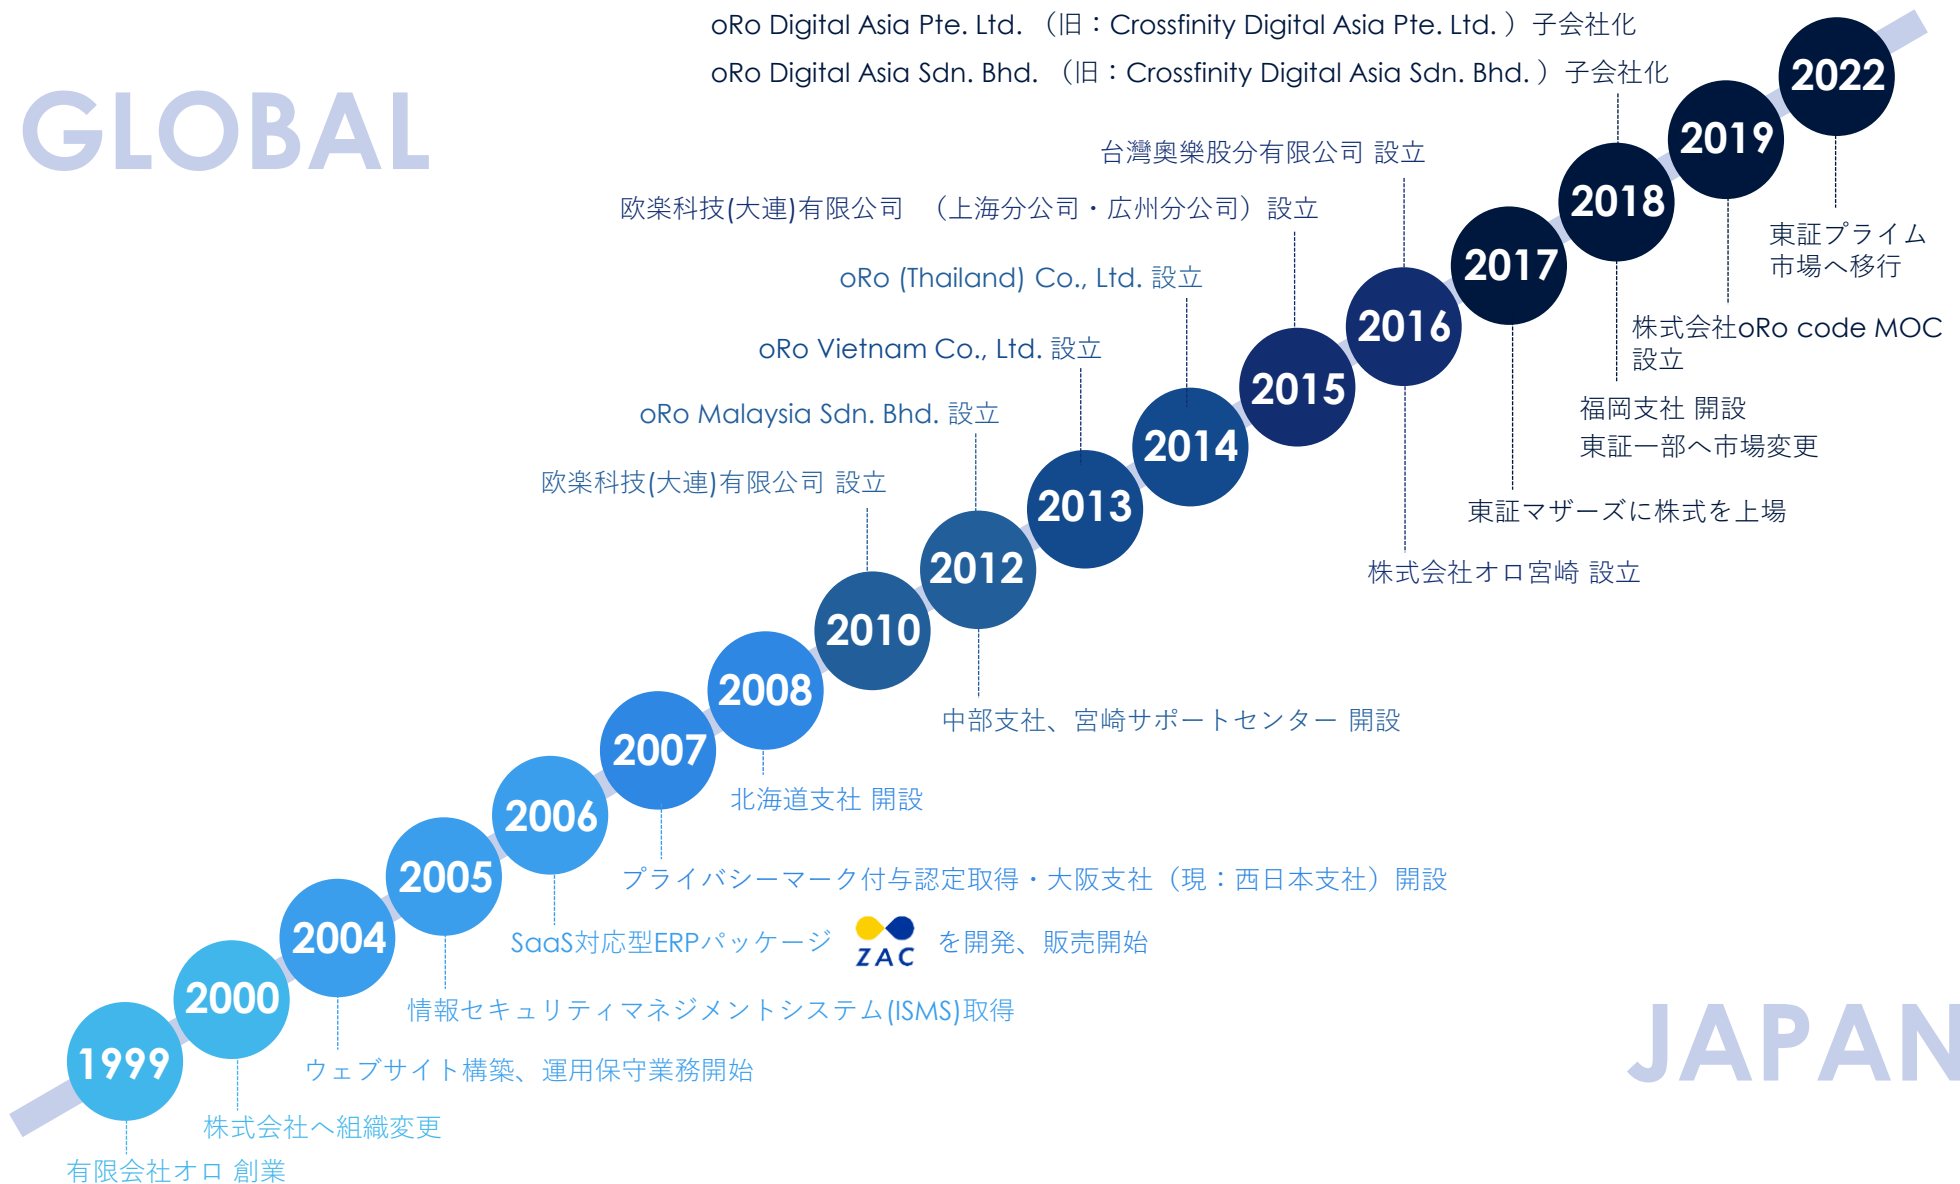 oRo Digital Asia Pte. Ltd. （旧：Crossfinity Digital Asia Pte. Ltd. ）子会社化
oRo Digital Asia Sdn. Bhd. （旧：Crossfinity Digital Asia Sdn. Bhd. ）子会社化
GLOBAL
2022
2019
台灣奧樂股分有限公司 設立
2018
欧楽科技(大連)有限公司 （上海分公司・広州分公司）設立
東証プライム
市場へ移行
2017
oRo (Thailand) Co., Ltd. 設立
2016
株式会社oRo code MOC
設立
oRo Vietnam Co., Ltd. 設立
2015
福岡支社 開設
東証一部へ市場変更
oRo Malaysia Sdn. Bhd. 設立
2014
欧楽科技(大連)有限公司 設立
2013
東証マザーズに株式を上場
2012
株式会社オロ宮崎 設立
2010
2008
中部支社、宮崎サポートセンター 開設
2007
北海道支社 開設
2006
2005
プライバシーマーク付与認定取得・大阪支社（現：西日本支社）開設
2004
SaaS対応型ERPパッケージ ZAC を開発、販売開始
2000
情報セキュリティマネジメントシステム(ISMS)取得
JAPAN
1999
ウェブサイト構築、運用保守業務開始
株式会社へ組織変更
有限会社オロ 創業